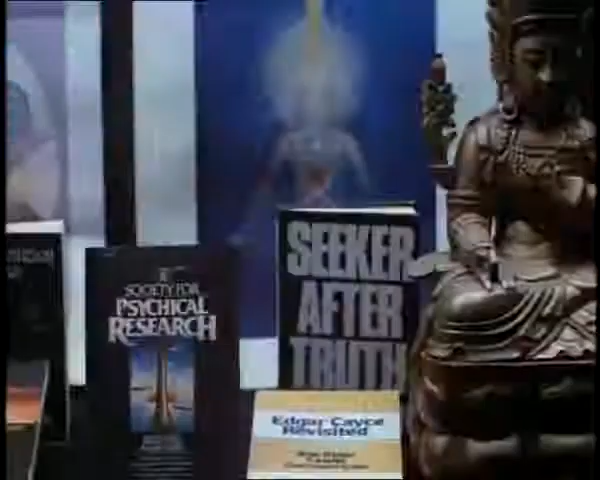 SOCIETY FOR
PSYCHICAL
RESEARCH
SEEKER
AFTER
TRUTH
Edgar Cayce
Revisited